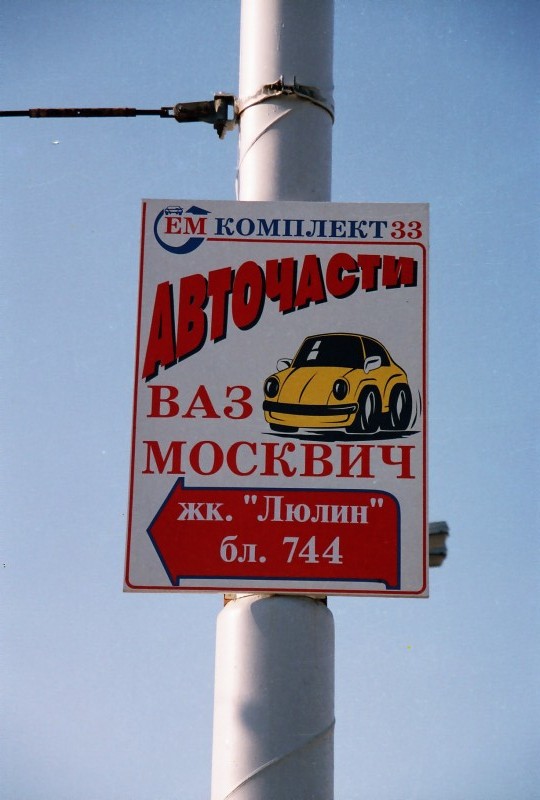 ЕМ КОМПЛЕКТ 33
АВТОЧАСТИ
ВАЗ
МОСКВИЧ
жк. "Люлин"
бл. 744